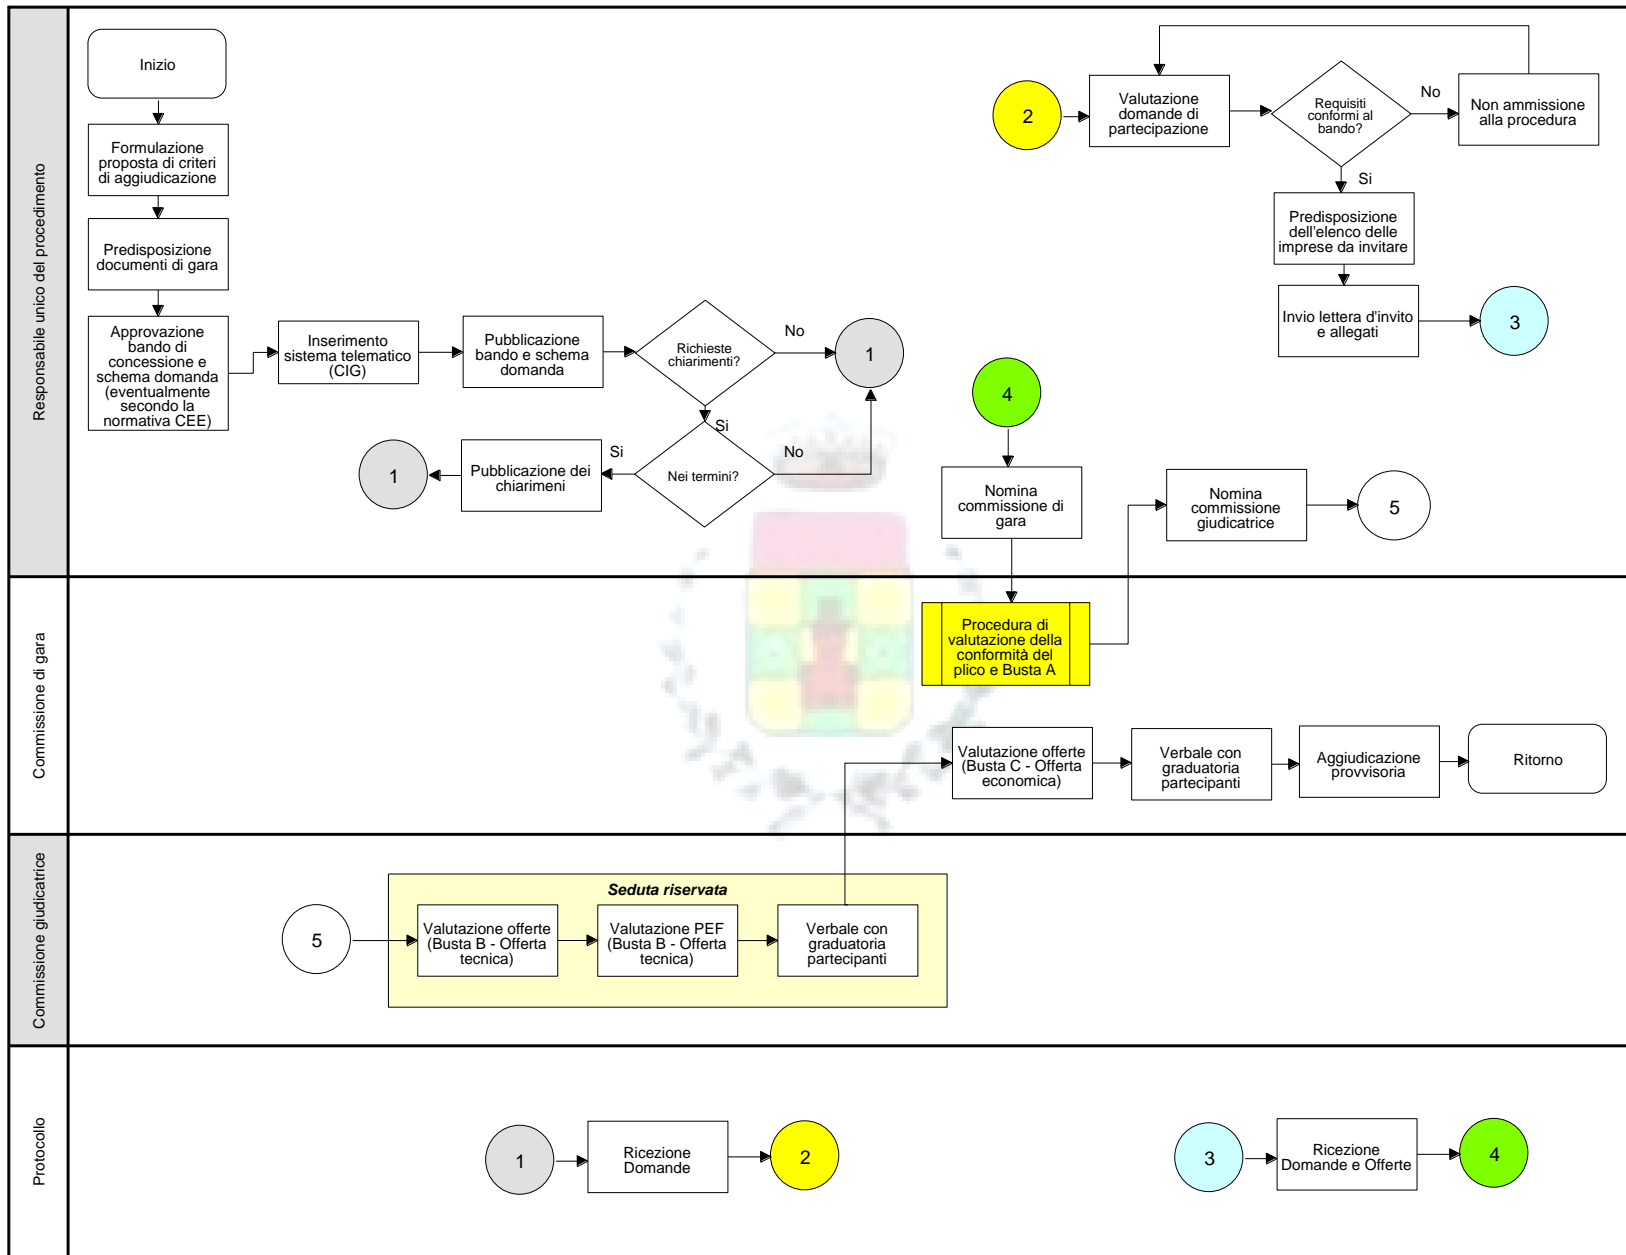 Responsabile unico del procedimento
Inizio
Formulazione
proposta di criteri
di aggiudicazione
Predisposizione
documenti di gara
Approvazione
bando di
concessione e
schema domanda
(eventualmente
secondo la
normativa CEE)
Inserimento
sistema telematico
(CIG)
Pubblicazione
bando e schema
domanda
Richieste
chiarimenti?
No
1
Si
Nei termini?
No
Si
Pubblicazione dei
chiarimeni
1
2
Valutazione
domande di
partecipazione
Requisiti
conformi al
bando?
No
Non ammissione
alla procedura
Si
Predisposizione
dell'elenco delle
imprese da invitare
Invio lettera d'invito
e allegati
3
4
Nomina
commissione di
gara
Nomina
commissione
giudicatrice
5
Commissione di gara
Procedura di
valutazione della
conformità del
plico e Busta A
Valutazione offerte
(Busta C - Offerta
economica)
Verbale con
graduatoria
partecipanti
Aggiudicazione
provvisoria
Ritorno
Commissione giudicatrice
Seduta riservata
5
Valutazione offerte
(Busta B - Offerta
tecnica)
Valutazione PEF
(Busta B - Offerta
tecnica)
Verbale con
graduatoria
partecipanti
Protocollo
1
Ricezione
Domande
2
3
Ricezione
Domande e Offerte
4